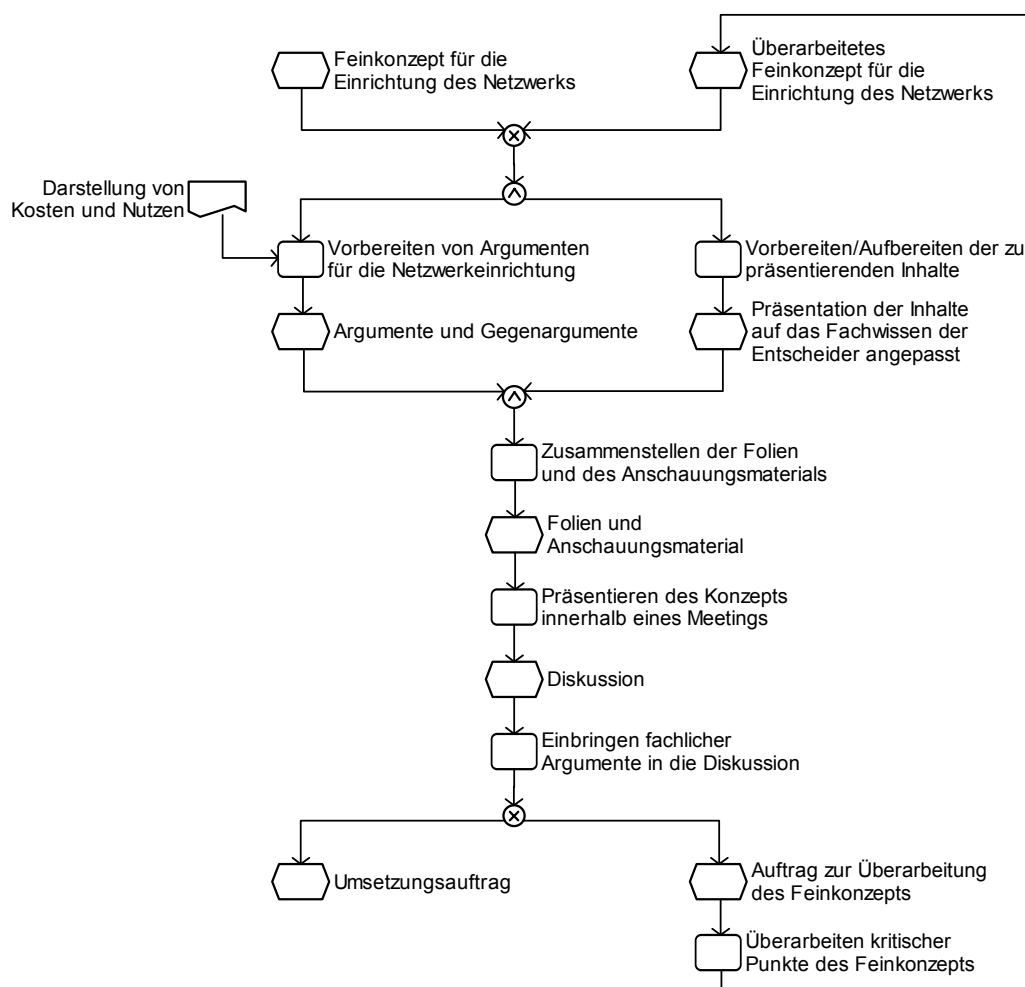 Feinkonzept für die
Einrichtung des Netzwerks
Überarbeitetes
Feinkonzept für die
Einrichtung des Netzwerks
Darstellung von
Kosten und Nutzen
Vorbereiten von Argumenten
für die Netzwerkeinrichtung
Vorbereiten/Aufbereiten der zu
präsentierenden Inhalte
Argumente und Gegenargumente
Präsentation der Inhalte
auf das Fachwissen der
Entscheider angepasst
Zusammenstellen der Folien
und des Anschauungsmaterials
Folien und
Anschauungsmaterial
Präsentieren des Konzepts
innerhalb eines Meetings
Diskussion
Einbringen fachlicher
Argumente in die Diskussion
Umsetzungsauftrag
Auftrag zur Überarbeitung
des Feinkonzepts
Überarbeiten kritischer
Punkte des Feinkonzepts